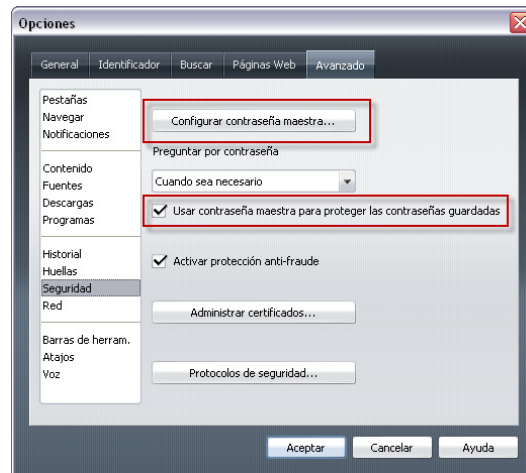 Opciones
General Identificador Buscar Páginas Web Avanzado
Pestañas
Navegar
Notificaciones
Contenido
Fuentes
Descargas
Programas
Historial
Huellas
Seguridad
Red
Barras de herram.
Atajos
Voz
Configurar contraseña maestra...
Preguntar por contraseña
Cuando sea necesario
Usar contraseña maestra para proteger las contraseñas guardadas
Activar protección anti-fraude
Administrar certificados...
Protocolos de seguridad...
Aceptar Cancelar Ayuda